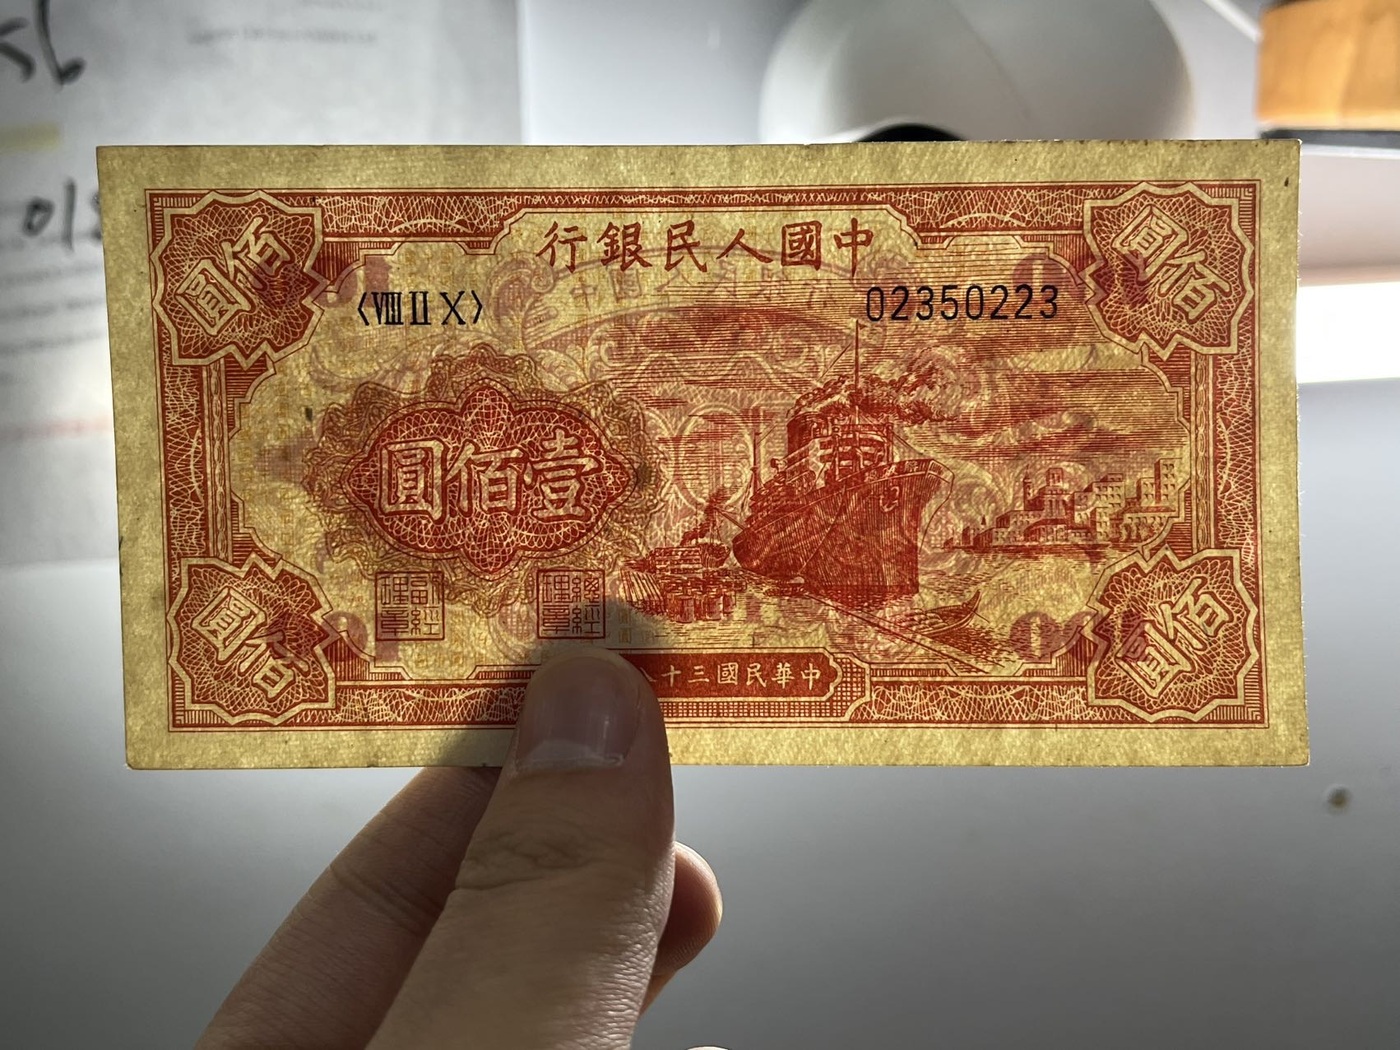 中國人民銀行
佰圓
佰圓
〈VIII II X〉
02350223
壹佰圓
總經理章
副經理章
佰圓
佰圓
中華民國三十